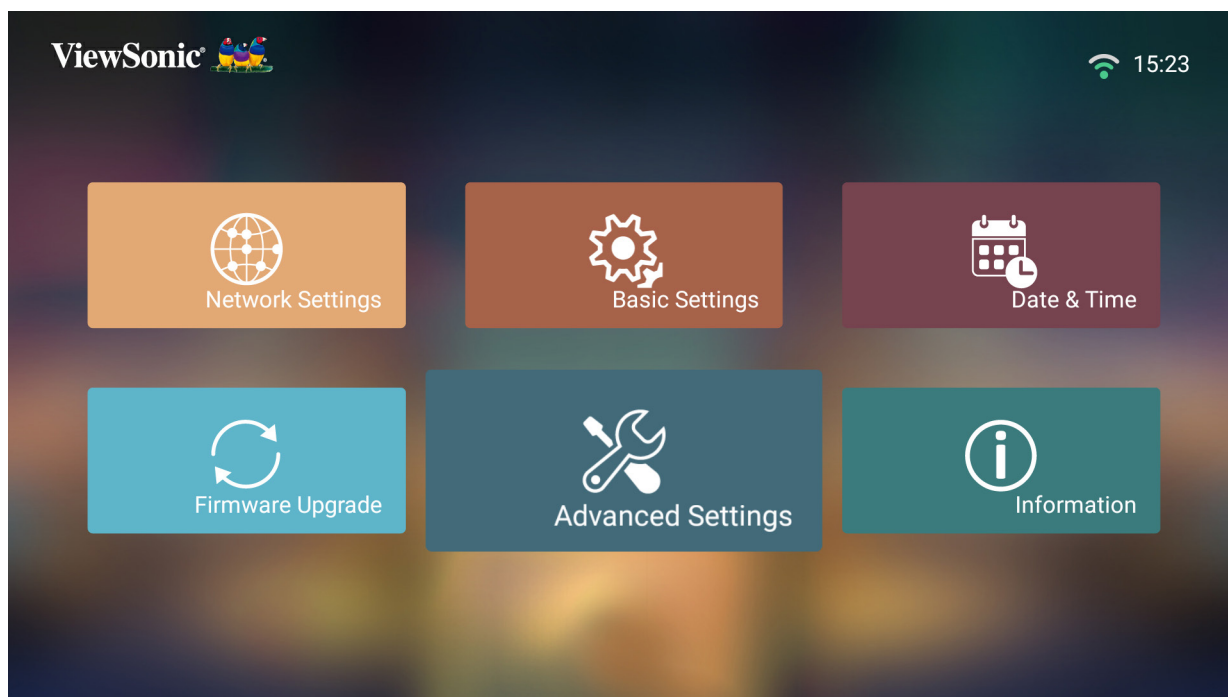 ViewSonic®
15:23
Network Settings
Basic Settings
Date & Time
Firmware Upgrade
Advanced Settings
Information